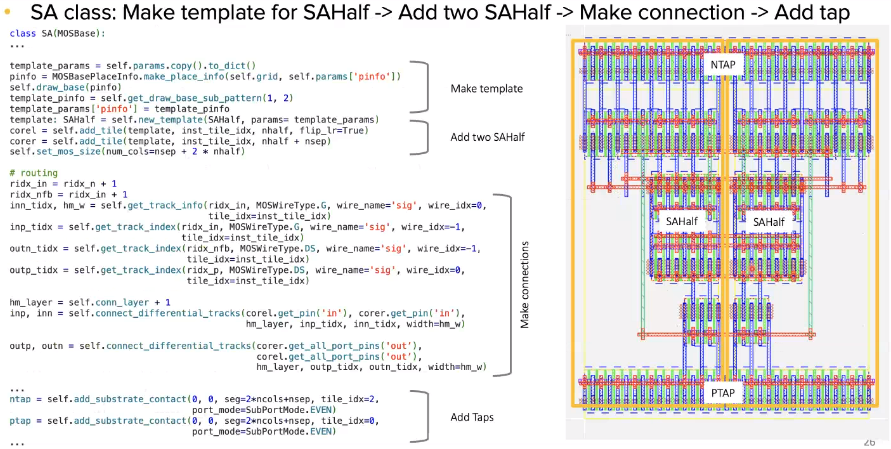 • SA class: Make template for SAHalf -> Add two SAHalf -> Make connection -> Add tap
class SA(MOSBase):
...
template_params = self.params.copy().to_dict()
pinfo = MOSBasePlaceInfo.make_place_info(self.grid, self.params['pinfo'])
self.draw_base(pinfo)
template_pinfo = self.get_draw_base_sub_pattern(1, 2)
template_params['pinfo'] = template_pinfo
template: SAHalf = self.new_template(SAHalf, params= template_params)
corel = self.add_tile(template, inst_tile_idx, nhalf, flip_lr=True)
corer = self.add_tile(template, inst_tile_idx, nhalf + nsep)
self.set_mos_size(num_cols=nsep + 2 * nhalf)
Make template
Add two SAHalf
# routing
ridx_in = ridx_n + 1
ridx_nfb = ridx_in + 1
inn_tidx, hm_w = self.get_track_info(ridx_in, MOSWireType.G, wire_name='sig', wire_idx=0,
tile_idx=inst_tile_idx)
inp_tidx = self.get_track_index(ridx_in, MOSWireType.G, wire_name='sig', wire_idx=-1,
tile_idx=inst_tile_idx)
outn_tidx = self.get_track_index(ridx_nfb, MOSWireType.DS, wire_name='sig', wire_idx=-1,
tile_idx=inst_tile_idx)
outp_tidx = self.get_track_index(ridx_p, MOSWireType.DS, wire_name='sig', wire_idx=0,
tile_idx=inst_tile_idx)
hm_layer = self.conn_layer + 1
inp, inn = self.connect_differential_tracks(corel.get_pin('in'), corer.get_pin('in'),
hm_layer, inp_tidx, inn_tidx, width=hm_w)
outp, outn = self.connect_differential_tracks(corer.get_all_port_pins('out'),
corel.get_all_port_pins('out'),
hm_layer, outp_tidx, outn_tidx, width=hm_w)
Make connections
...
ntap = self.add_substrate_contact(0, 0, seg=2*ncols+nsep, tile_idx=2,
port_mode=SubPortMode.EVEN)
ptap = self.add_substrate_contact(0, 0, seg=2*ncols+nsep, tile_idx=0,
port_mode=SubPortMode.EVEN)
...
Add Taps
NTAP
SAHalf
SAHalf
PTAP
26